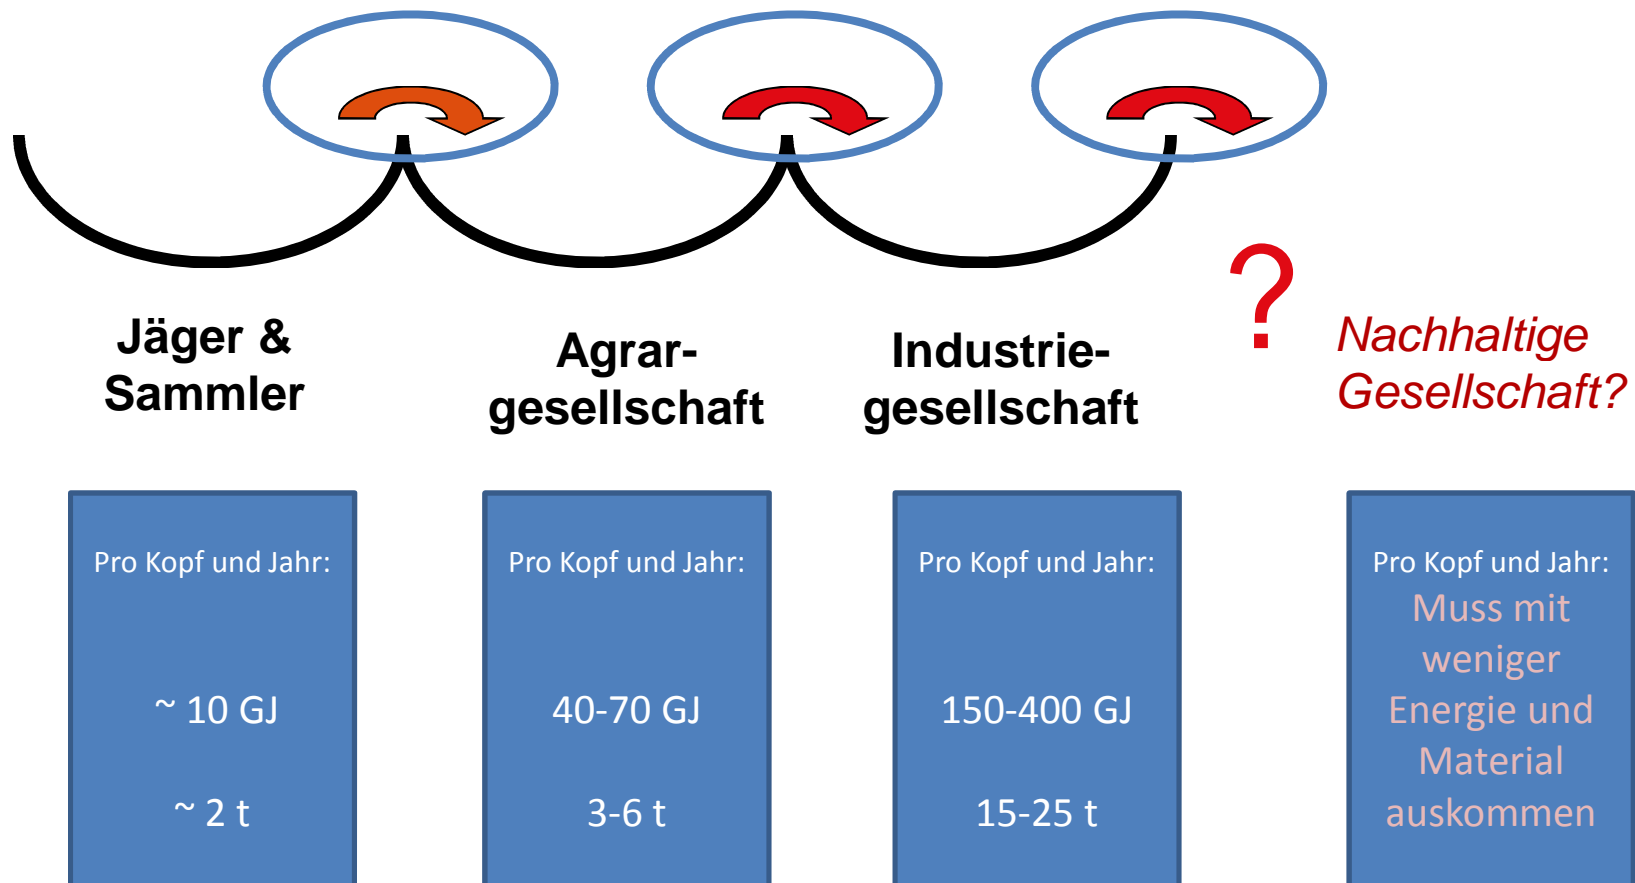 ?
Jäger &
Sammler
Agrar-
gesellschaft
Industrie-
gesellschaft
Nachhaltige
Gesellschaft?
Pro Kopf und Jahr:
~ 10 GJ
~ 2 t
Pro Kopf und Jahr:
40-70 GJ
3-6 t
Pro Kopf und Jahr:
150-400 GJ
15-25 t
Pro Kopf und Jahr:
Muss mit
weniger
Energie und
Material
auskommen